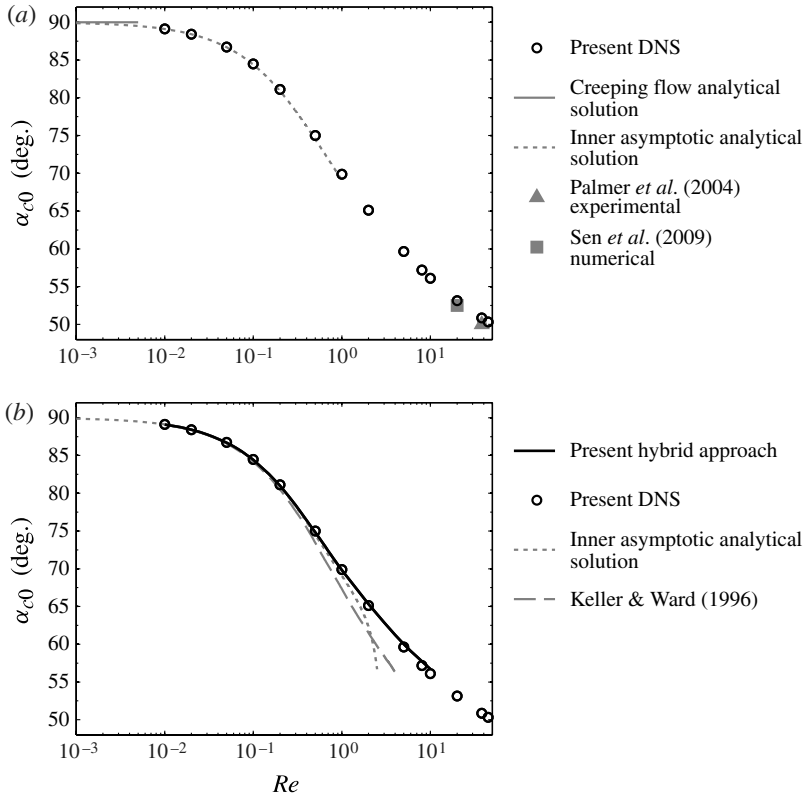 (a)
90
85
80
75
70
65
60
55
50
α_c0 (deg.)
10^−3 10^−2 10^−1 10^0 10^1
Present DNS
Creeping flow analytical
solution
Inner asymptotic analytical
solution
Palmer et al. (2004)
experimental
Sen et al. (2009)
numerical
(b)
90
85
80
75
70
65
60
55
50
α_c0 (deg.)
10^−3 10^−2 10^−1 10^0 10^1
Re
Present hybrid approach
Present DNS
Inner asymptotic analytical
solution
Keller & Ward (1996)